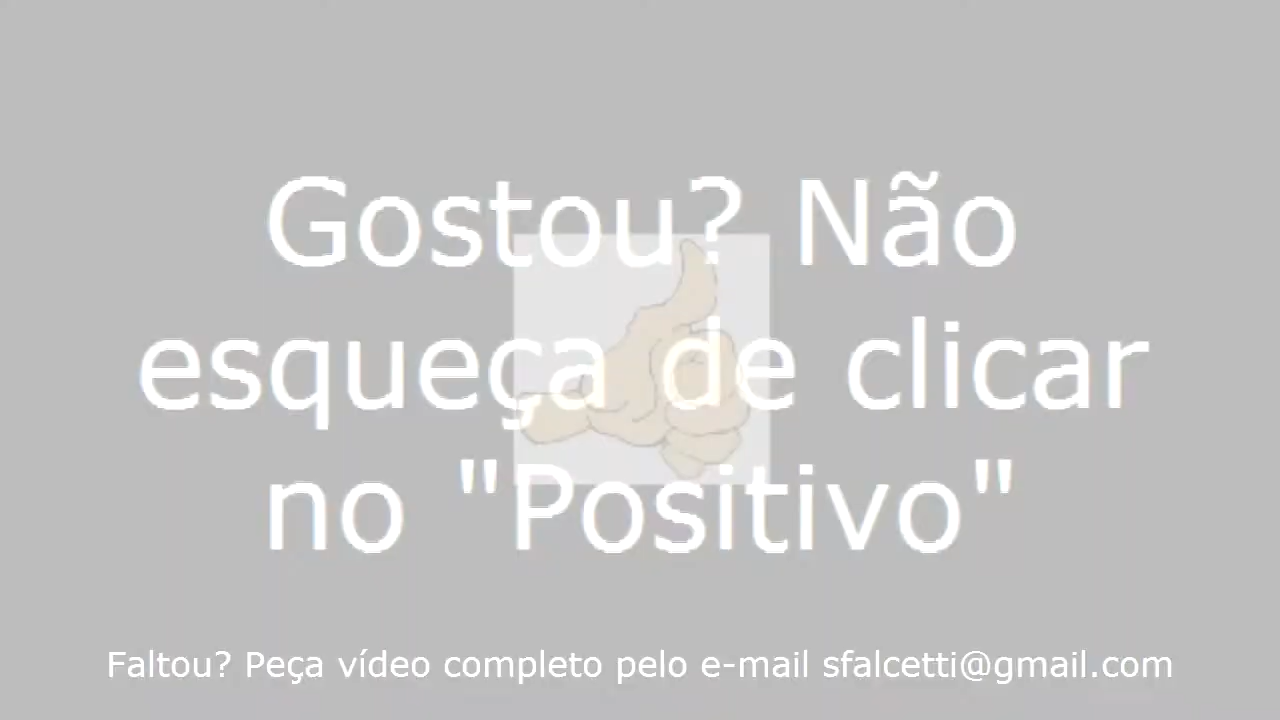 Gostou? Não
esqueça de clicar
no "Positivo"
Faltou? Peça vídeo completo pelo e-mail sfalcetti@gmail.com